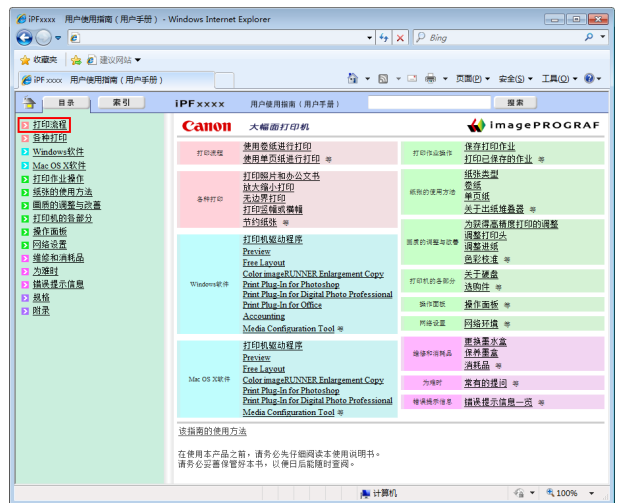 iPFxxxx 用户使用指南 ( 用户手册 ) - Windows Internet Explorer
Bing
收藏夹 建议网站
iPF xxxx 用户使用指南 ( 用户手册 )
页面(P) 安全(S) 工具(O)
目录 索引 iPFxxxx 用户使用指南 ( 用户手册 ) 搜索
打印流程
各种打印
Windows软件
Mac OS X软件
打印作业操作
纸张的使用方法
画质的调整与改善
打印机的各部分
操作面板
网络设置
维修和消耗品
为难时
错误提示信息
规格
附录
Canon 大幅面打印机 imagePROGRAF
打印流程
使用卷纸进行打印
使用单页纸进行打印 等
各种打印
打印照片和办公文书
放大缩小打印
无边界打印
打印竖幅或横幅
节约纸张 等
Windows软件
打印机驱动程序
Preview
Free Layout
Color imageRUNNER Enlargement Copy
Print Plug-In for Photoshop
Print Plug-In for Digital Photo Professional
Print Plug-In for Office
Accounting
Media Configuration Tool 等
Mac OS X软件
打印机驱动程序
Preview
Free Layout
Color imageRUNNER Enlargement Copy
Print Plug-In for Photoshop
Print Plug-In for Digital Photo Professional
Media Configuration Tool 等
打印作业操作
保存打印作业
打印已保存的作业 等
纸张的使用方法
纸张类型
卷纸
单页纸
关于出纸堆叠器 等
画质的调整与改善
为获得高精度打印的调整
调整打印头
调整进纸
色彩校准 等
打印机的各部分
关于硬盘
选购件 等
操作面板
操作面板 等
网络设置
网络环境 等
维修和消耗品
更换墨水盒
保养墨盒
消耗品 等
为难时
常有的提问 等
错误提示信息
错误提示信息一览 等
该指南的使用方法
在使用本产品之前，请务必先仔细阅读本使用说明书。
请务必妥善保管好本书，以便日后能随时查阅。
计算机 100%